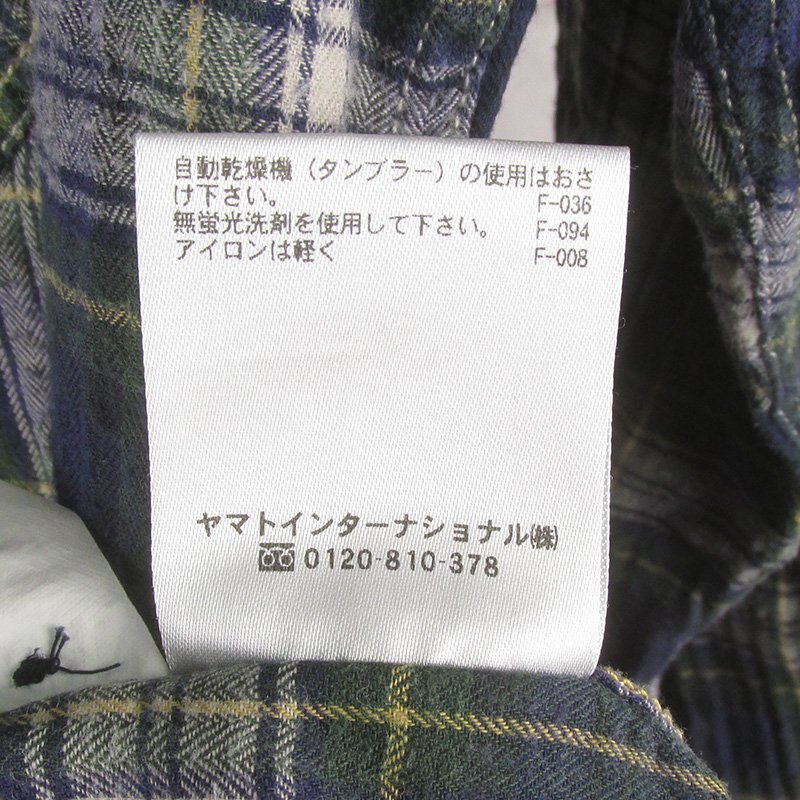 自動乾燥機（タンブラー）の使用はおさ
け下さい。 F-036
無蛍光洗剤を使用して下さい。 F-094
アイロンは軽く F-008
ヤマトインターナショナル㈱
0120-810-378